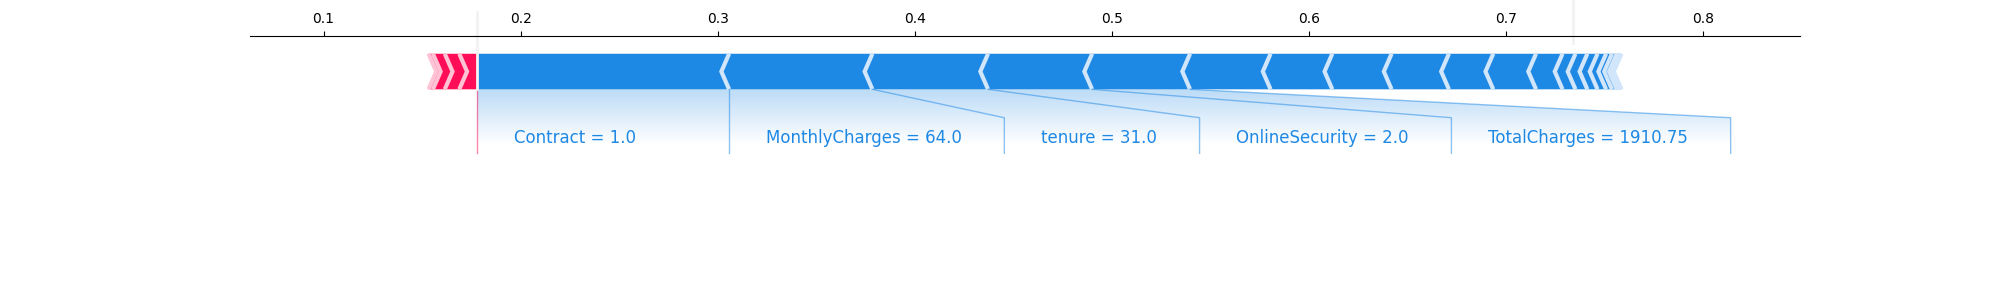 0.1 0.2 0.3 0.4 0.5 0.6 0.7 0.8
Contract = 1.0 MonthlyCharges = 64.0 tenure = 31.0 OnlineSecurity = 2.0 TotalCharges = 1910.75